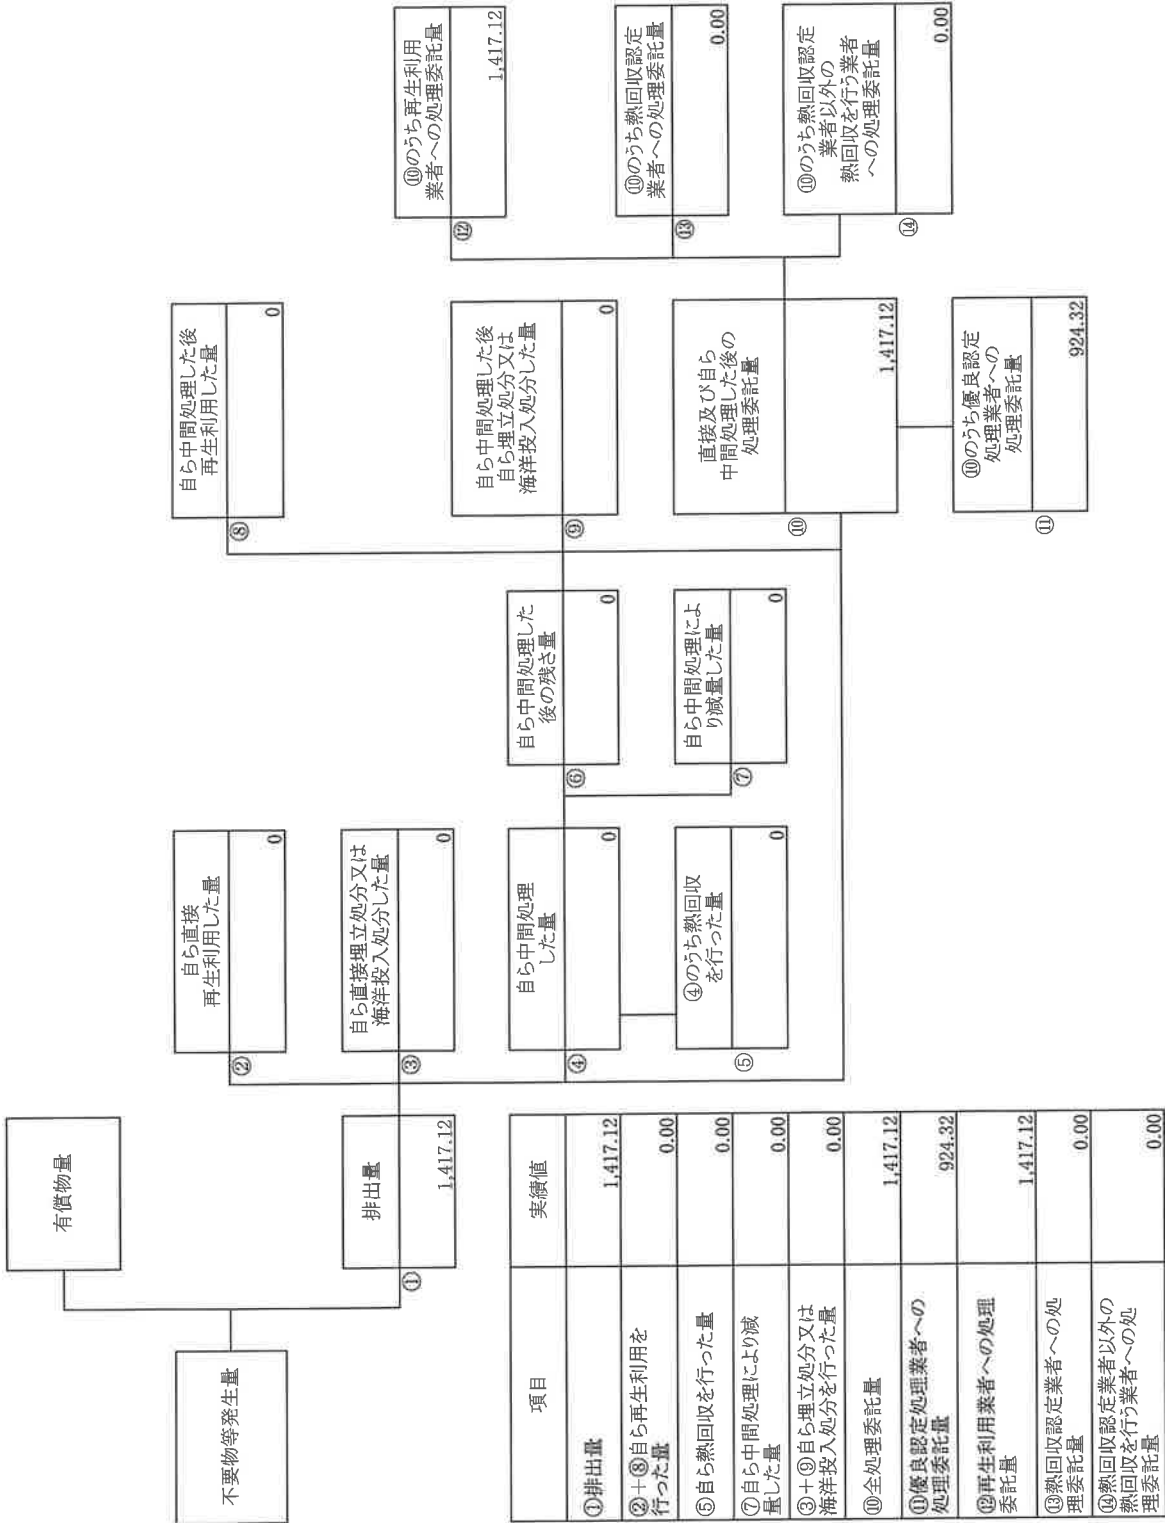 不要物等発生量
有償物量
排出量
①
1,417.12
自ら直接
再生利用した量
②
0
自ら直接埋立処分又は
海洋投入処分した量
③
0
自ら中間処理
した量
④
0
④のうち熱回収
を行った量
⑤
0
自ら中間処理した
後の残さ量
⑥
0
自ら中間処理によ
り減量した量
⑦
0
自ら中間処理した後
再生利用した量
⑧
0
自ら中間処理した後
自ら埋立処分又は
海洋投入処分した量
⑨
0
直接及び自ら
中間処理した後の
処理委託量
⑩
1,417.12
⑩のうち優良認定
処理業者への
処理委託量
⑪
924.32
⑩のうち再生利用
業者への処理委託量
⑫
1,417.12
⑩のうち熱回収認定
業者への処理委託量
⑬
0.00
⑩のうち熱回収認定
業者以外の
熱回収を行う業者
への処理委託量
⑭
0.00
項目 実績値
①排出量 1,417.12
②＋⑧自ら再生利用を
行った量 0.00
⑤自ら熱回収を行った量 0.00
⑦自ら中間処理により減
量した量 0.00
③＋⑨自ら埋立処分又は
海洋投入処分を行った量 0.00
⑩全処理委託量 1,417.12
⑪優良認定処理業者への
処理委託量 924.32
⑫再生利用業者への処理
委託量 1,417.12
⑬熱回収認定業者への処
理委託量 0.00
⑭熱回収認定業者以外の
熱回収を行う業者への処
理委託量 0.00